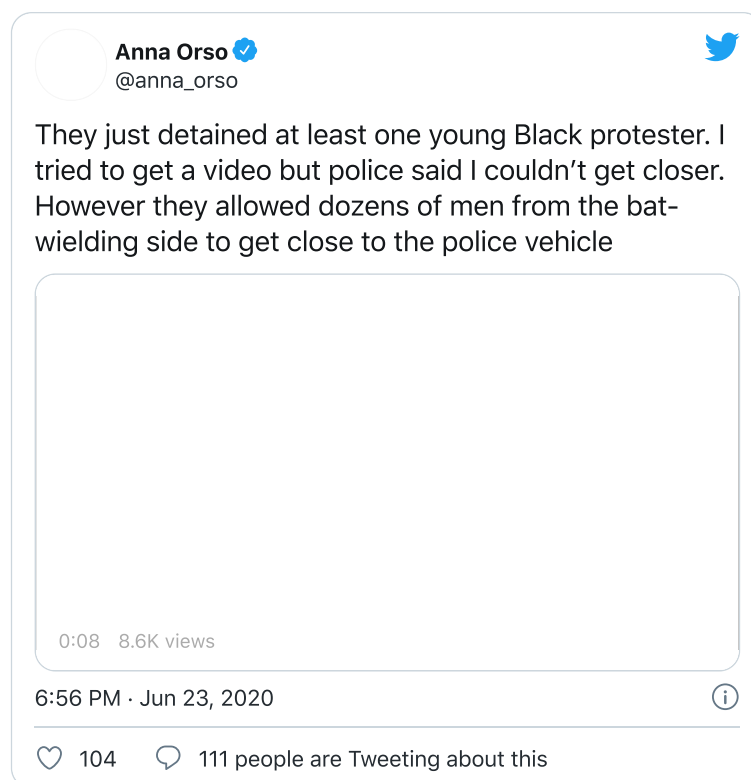 Anna Orso
@anna_orso
They just detained at least one young Black protester. I
tried to get a video but police said I couldn’t get closer.
However they allowed dozens of men from the bat-
wielding side to get close to the police vehicle
0:08 8.6K views
6:56 PM · Jun 23, 2020
104 111 people are Tweeting about this